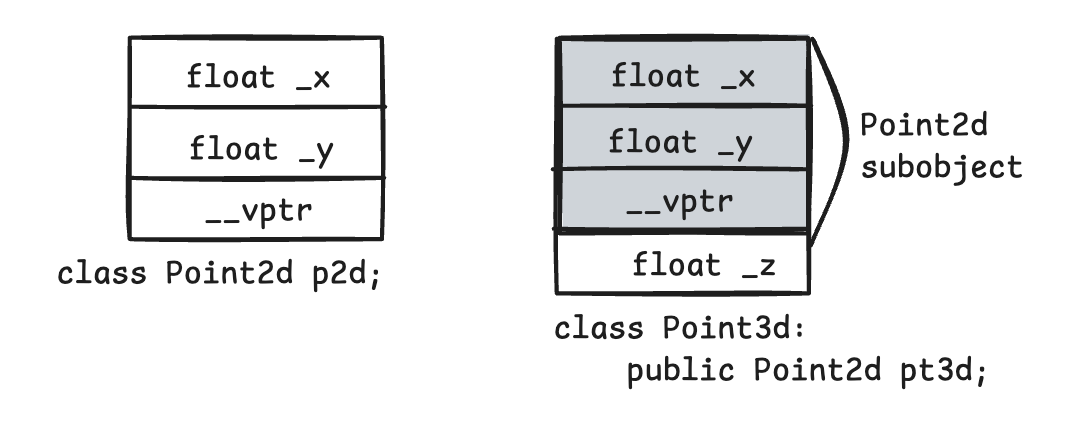 float _x
float _y
__vptr
class Point2d p2d;
float _x
float _y
__vptr
float _z
Point2d
subobject
class Point3d:
public Point2d pt3d;